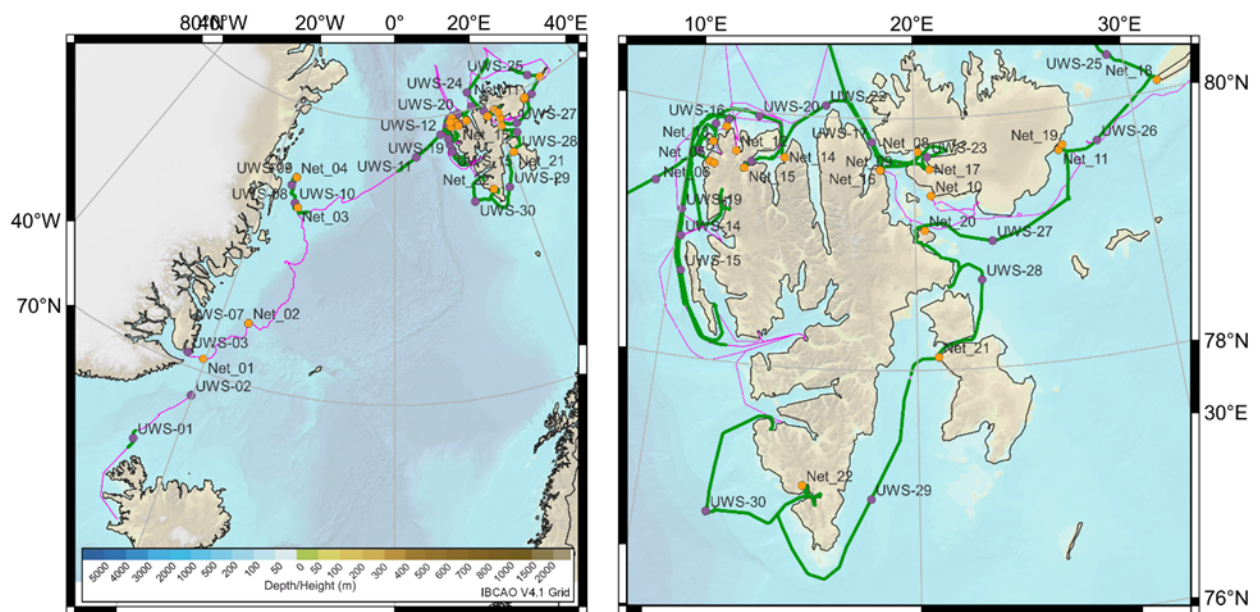 80°N
40°W
20°W
0°E
20°E
40°E
UWS-25
UWS-24
UWS-20
UWS-27
UWS-12
UWS-28
UWS-19
Net_21
UWS-11
Net_22
UWS-29
UWS-30
Net_04
UWS-10
Net_03
40°W
70°N
UWS-07
Net_02
UWS-03
Net_01
UWS-02
UWS-01
5000
4000
3000
2000
1000
500
200
100
50
0
50
100
200
300
400
500
600
700
800
1000
1500
2000
Depth/Height (m)
IBCAO V4.1 Grid
10°E
20°E
30°E
UWS-25
Net_18
80°N
UWS-16
UWS-20
UWS-22
UWS-17
Net_19
UWS-26
Net_08
UWS-23
Net_11
Net_14
Net_15
Net_17
Net_06
Net_16
Net_10
UWS-19
Net_20
UWS-14
UWS-27
UWS-15
UWS-28
78°N
Net_21
30°E
Net_22
UWS-30
UWS-29
76°N